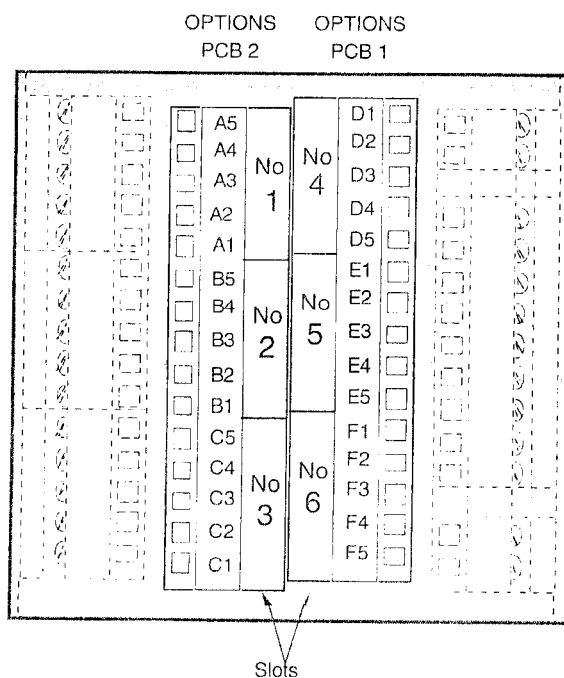 OPTIONS PCB 2
OPTIONS PCB 1
A5
A4
A3
A2
A1
B5
B4
B3
B2
B1
C5
C4
C3
C2
C1
No 1
No 2
No 3
No 4
No 5
No 6
D1
D2
D3
D4
D5
E1
E2
E3
E4
E5
F1
F2
F3
F4
F5
Slots